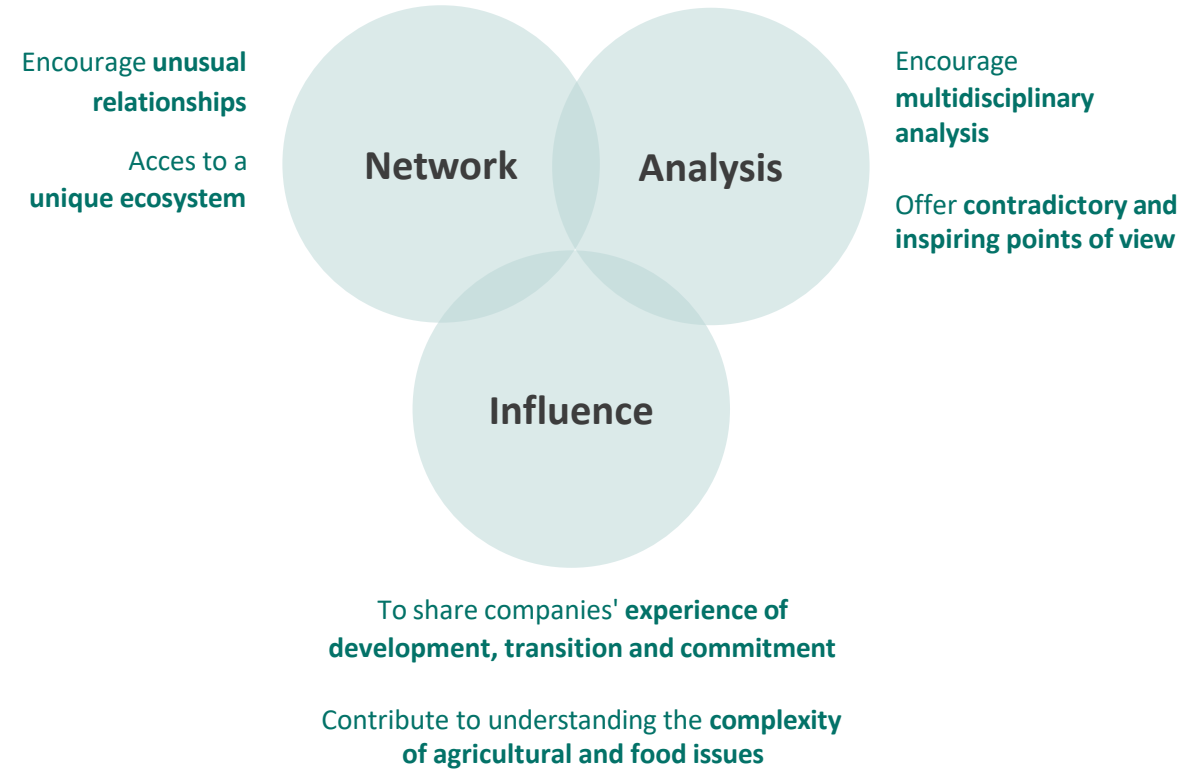 Encourage unusual
relationships
Acces to a
unique ecosystem
Network
Analysis
Encourage
multidisciplinary
analysis
Offer contradictory and
inspiring points of view
Influence
To share companies' experience of
development, transition and commitment
Contribute to understanding the complexity
of agricultural and food issues